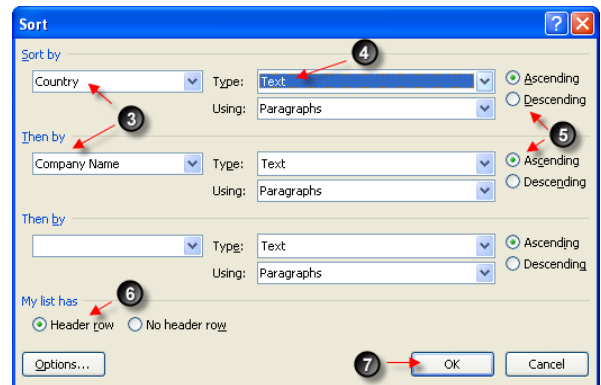 Sort
Sort by
4
Country Type: Text Ascending
3 Using: Paragraphs Descending
Then by 5
Company Name Type: Text Ascending
Using: Paragraphs Descending
Then by
Type: Text Ascending
Using: Paragraphs Descending
My list has 6
Header row No header row
Options... 7 OK Cancel